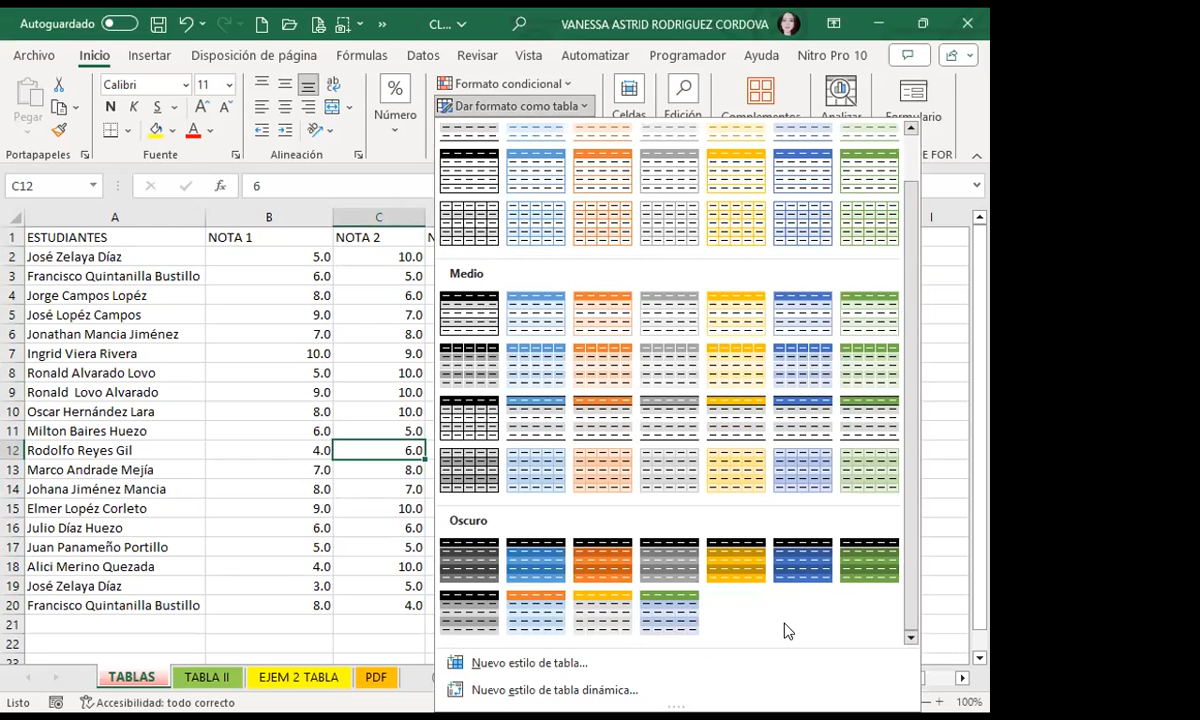 Autoguardado CL... VANESSA ASTRID RODRIGUEZ CORDOVA
Archivo Inicio Insertar Disposición de página Fórmulas Datos Revisar Vista Automatizar Programador Ayuda Nitro Pro 10
Pegar Calibri 11 % Número Formato condicional
N K S Dar formato como tabla Celdas Edición Complementos Analizar Formulario
Portapapeles Fuente Alineación DE FOR
C12 fx 6
A B C I
1 ESTUDIANTES NOTA 1 NOTA 2 N
2 José Zelaya Díaz 5.0 10.0
3 Francisco Quintanilla Bustillo 6.0 5.0
4 Jorge Campos Lopéz 8.0 6.0
5 José Lopéz Campos 9.0 7.0
6 Jonathan Mancia Jiménez 7.0 8.0
7 Ingrid Viera Rivera 10.0 9.0
8 Ronald Alvarado Lovo 5.0 10.0
9 Ronald  Lovo Alvarado 9.0 10.0
10 Oscar Hernández Lara 8.0 10.0
11 Milton Baires Huezo 6.0 5.0
12 Rodolfo Reyes Gil 4.0 6.0
13 Marco Andrade Mejía 7.0 8.0
14 Johana Jiménez Mancia 8.0 7.0
15 Elmer Lopéz Corleto 9.0 10.0
16 Julio Díaz Huezo 6.0 6.0
17 Juan Panameño Portillo 5.0 5.0
18 Alici Merino Quezada 4.0 10.0
19 José Zelaya Díaz 3.0 5.0
20 Francisco Quintanilla Bustillo 8.0 4.0
21
22
23
Medio
Oscuro
Nuevo estilo de tabla...
Nuevo estilo de tabla dinámica...
TABLAS TABLA II EJEM 2 TABLA PDF
Listo Accesibilidad: todo correcto 100%